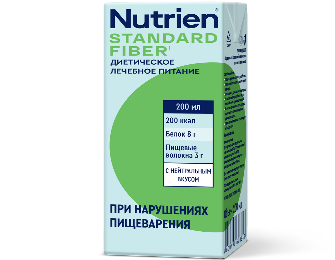 Nutrien®
STANDARD
FIBER
ДИЕТИЧЕСКОЕ
ЛЕЧЕБНОЕ ПИТАНИЕ
200 мл
200 ккал
Белок 8 г
Пищевые
волокна 3 г
С НЕЙТРАЛЬНЫМ
ВКУСОМ
ПРИ НАРУШЕНИЯХ
ПИЩЕВАРЕНИЯ